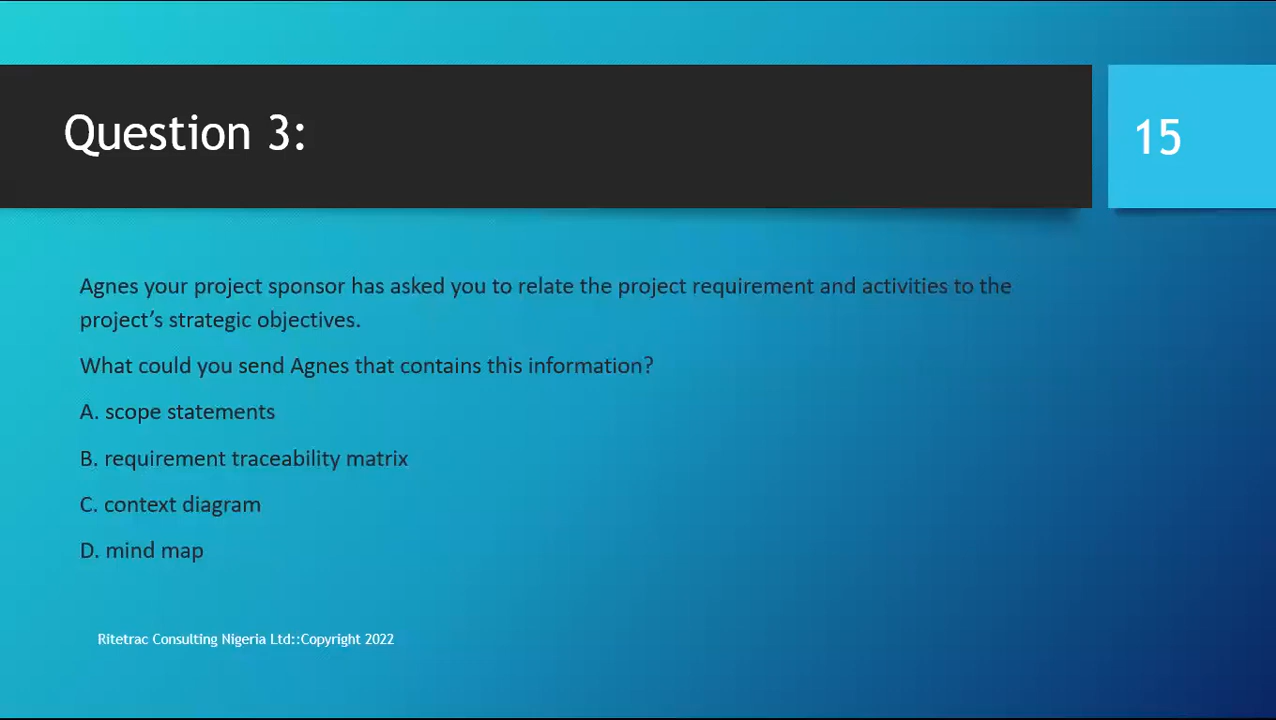 Question 3:
15
Agnes your project sponsor has asked you to relate the project requirement and activities to the
project’s strategic objectives.
What could you send Agnes that contains this information?
A. scope statements
B. requirement traceability matrix
C. context diagram
D. mind map
Ritetrac Consulting Nigeria Ltd::Copyright 2022